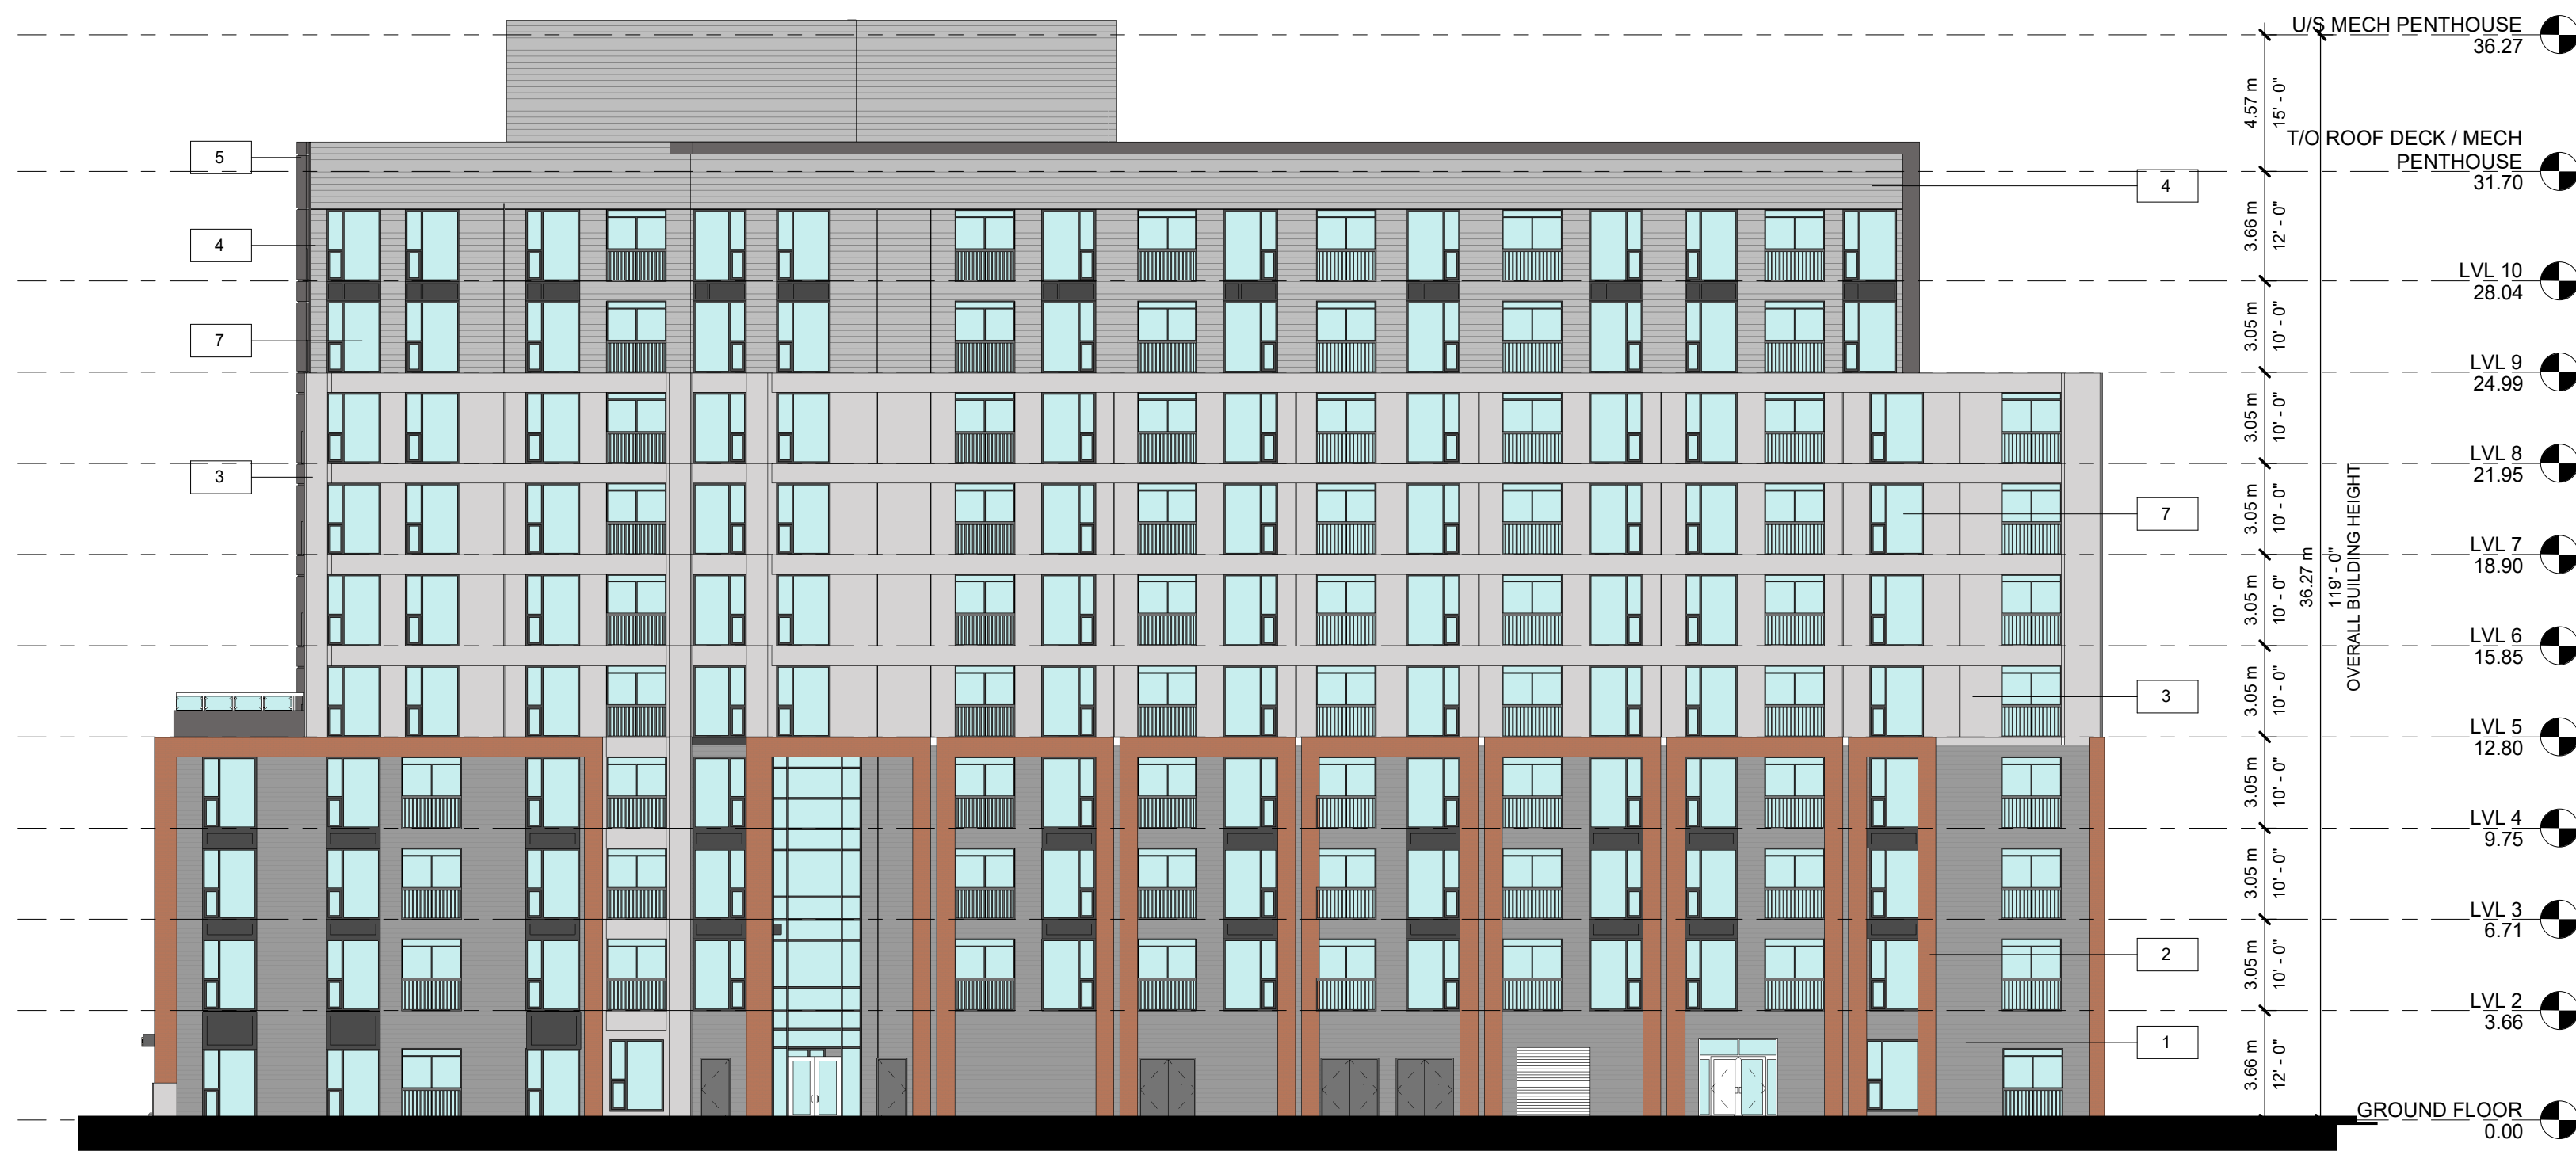 U/S MECH PENTHOUSE
36.27
4.57 m
15' - 0"
T/O ROOF DECK / MECH
PENTHOUSE
31.70
5
4
4
3.66 m
12' - 0"
LVL 10
28.04
7
3.05 m
10' - 0"
LVL 9
24.99
3.05 m
10' - 0"
LVL 8
21.95
3
7
3.05 m
10' - 0"
LVL 7
18.90
36.27 m
119' - 0"
OVERALL BUILDING HEIGHT
3.05 m
10' - 0"
LVL 6
15.85
3
3.05 m
10' - 0"
LVL 5
12.80
3.05 m
10' - 0"
LVL 4
9.75
3.05 m
10' - 0"
LVL 3
6.71
2
3.05 m
10' - 0"
LVL 2
3.66
1
3.66 m
12' - 0"
GROUND FLOOR
0.00